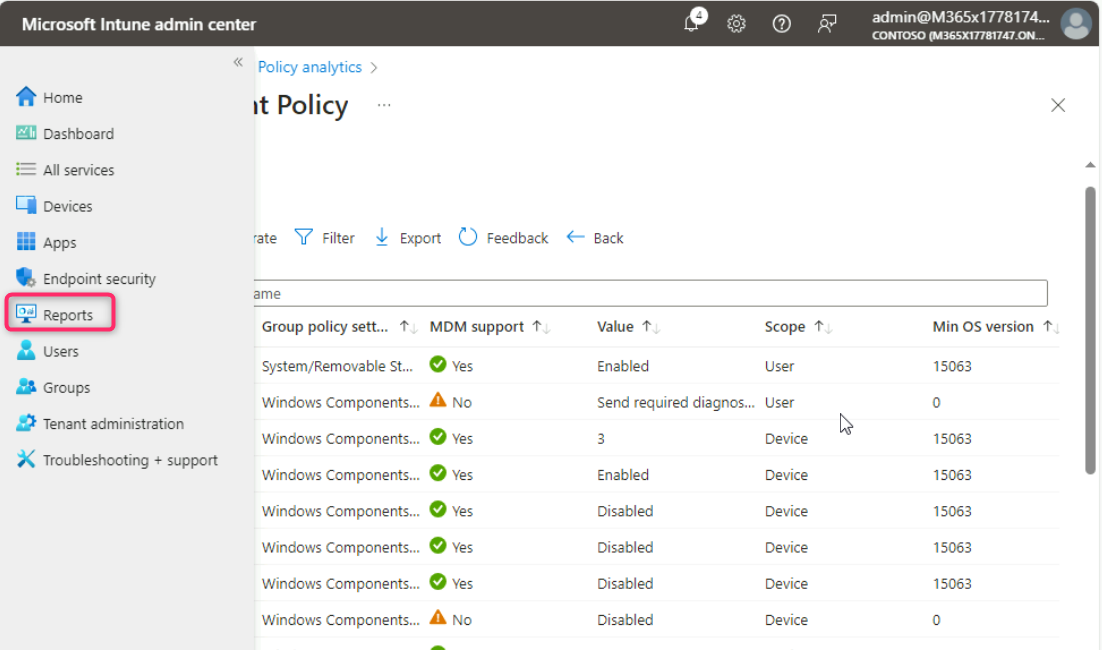 Microsoft Intune admin center
4
admin@M365x1778174...
CONTOSO (M365X17781747.ON...
Home
Dashboard
All services
Devices
Apps
Endpoint security
Reports
Users
Groups
Tenant administration
Troubleshooting + support
Policy analytics
nt Policy
rate Filter Export Feedback Back
ame
Group policy sett... MDM support Value Scope Min OS version
System/Removable St... Yes Enabled User 15063
Windows Components... No Send required diagnos... User 0
Windows Components... Yes 3 Device 15063
Windows Components... Yes Enabled Device 15063
Windows Components... Yes Disabled Device 15063
Windows Components... Yes Disabled Device 15063
Windows Components... Yes Disabled Device 15063
Windows Components... No Disabled Device 0